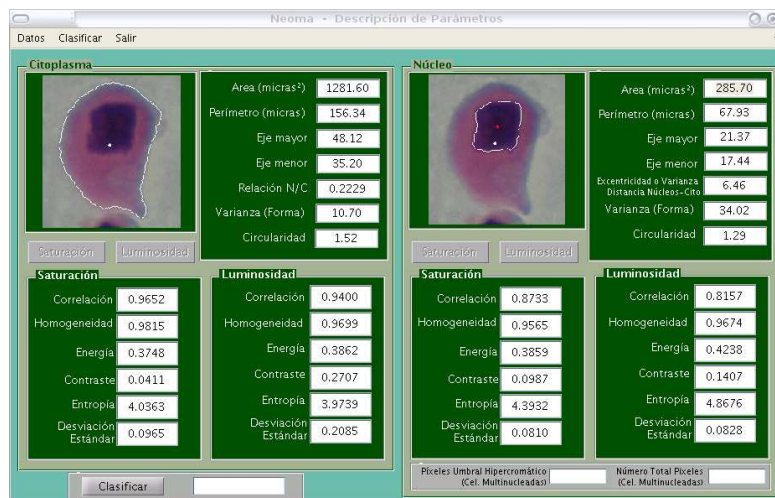 Neoma - Descripción de Parámetros
Datos Clasificar Salir
Citoplasma
Area (micras²) 1281.60
Perímetro (micras) 156.34
Eje mayor 48.12
Eje menor 35.20
Relación N/C 0.2229
Varianza (Forma) 10.70
Circularidad 1.52
Saturación Luminosidad
Saturación
Correlación 0.9652
Homogeneidad 0.9815
Energía 0.3748
Contraste 0.0411
Entropía 4.0363
Desviación
Estándar 0.0965
Luminosidad
Correlación 0.9400
Homogeneidad 0.9699
Energía 0.3862
Contraste 0.2707
Entropía 3.9739
Desviación
Estándar 0.2085
Clasificar
Núcleo
Area (micras²) 285.70
Perímetro (micras) 67.93
Eje mayor 21.37
Eje menor 17.44
Excentricidad o Varianza
Distancia Núcleos-Cito 6.46
Varianza (Forma) 34.02
Circularidad 1.29
Saturación Luminosidad
Saturación
Correlación 0.8733
Homogeneidad 0.9565
Energía 0.3859
Contraste 0.0987
Entropía 4.3932
Desviación
Estándar 0.0810
Luminosidad
Correlación 0.8157
Homogeneidad 0.9674
Energía 0.4238
Contraste 0.1407
Entropía 4.8676
Desviación
Estándar 0.0828
Píxeles Umbral Hipercromático
(Cel. Multinucleadas)
Número Total Píxeles
(Cel. Multinucleadas)